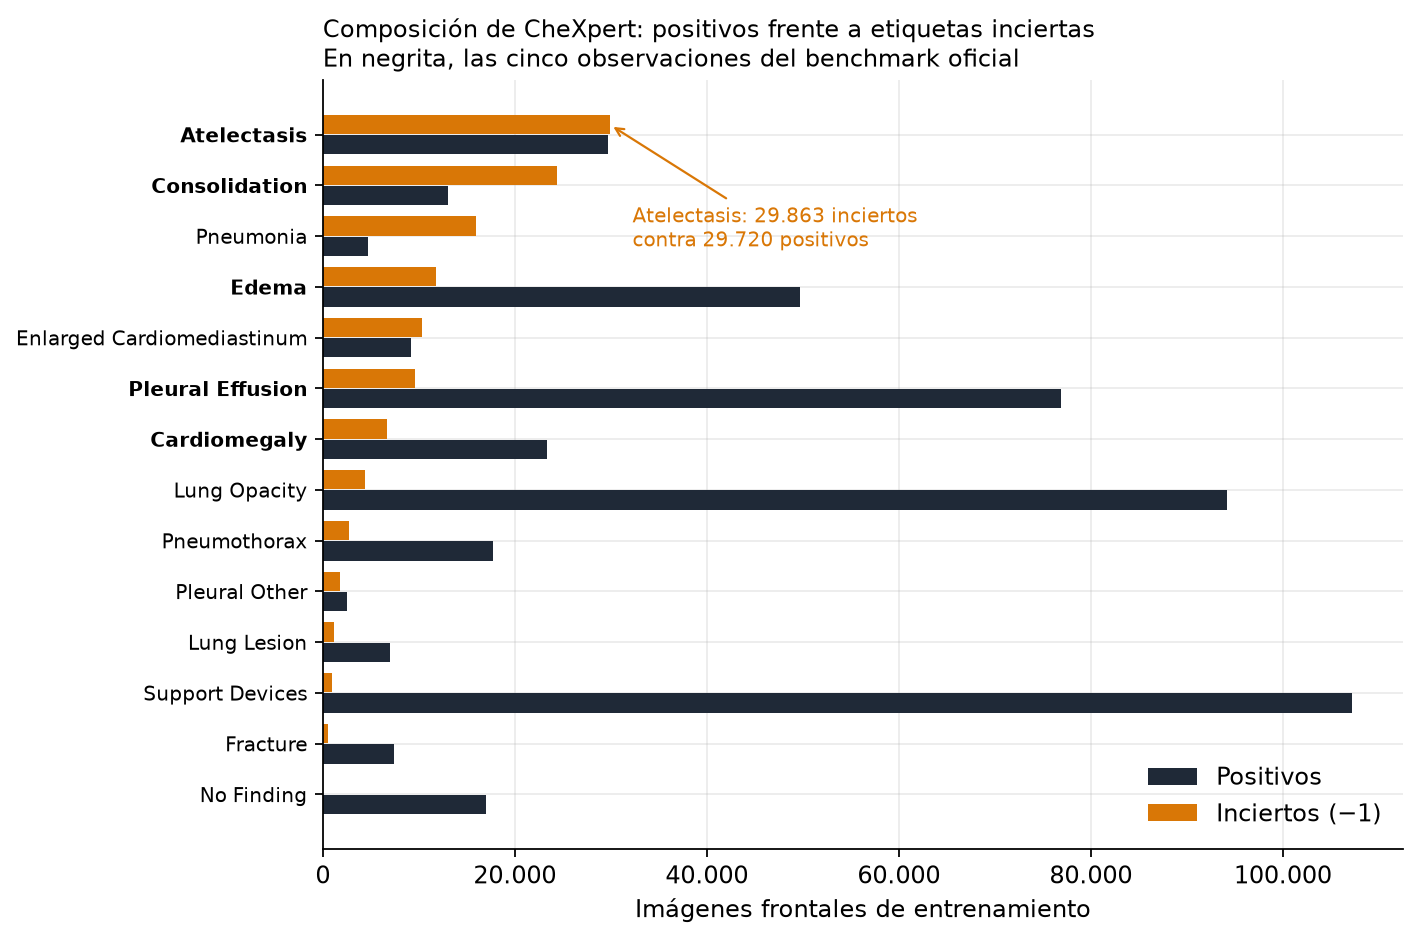 Composición de CheXpert: positivos frente a etiquetas inciertas
En negrita, las cinco observaciones del benchmark oficial
Atelectasis
Consolidation
Pneumonia
Edema
Enlarged Cardiomediastinum
Pleural Effusion
Cardiomegaly
Lung Opacity
Pneumothorax
Pleural Other
Lung Lesion
Support Devices
Fracture
No Finding
Atelectasis: 29.863 inciertos
contra 29.720 positivos
Positivos
Inciertos (−1)
0 20.000 40.000 60.000 80.000 100.000
Imágenes frontales de entrenamiento